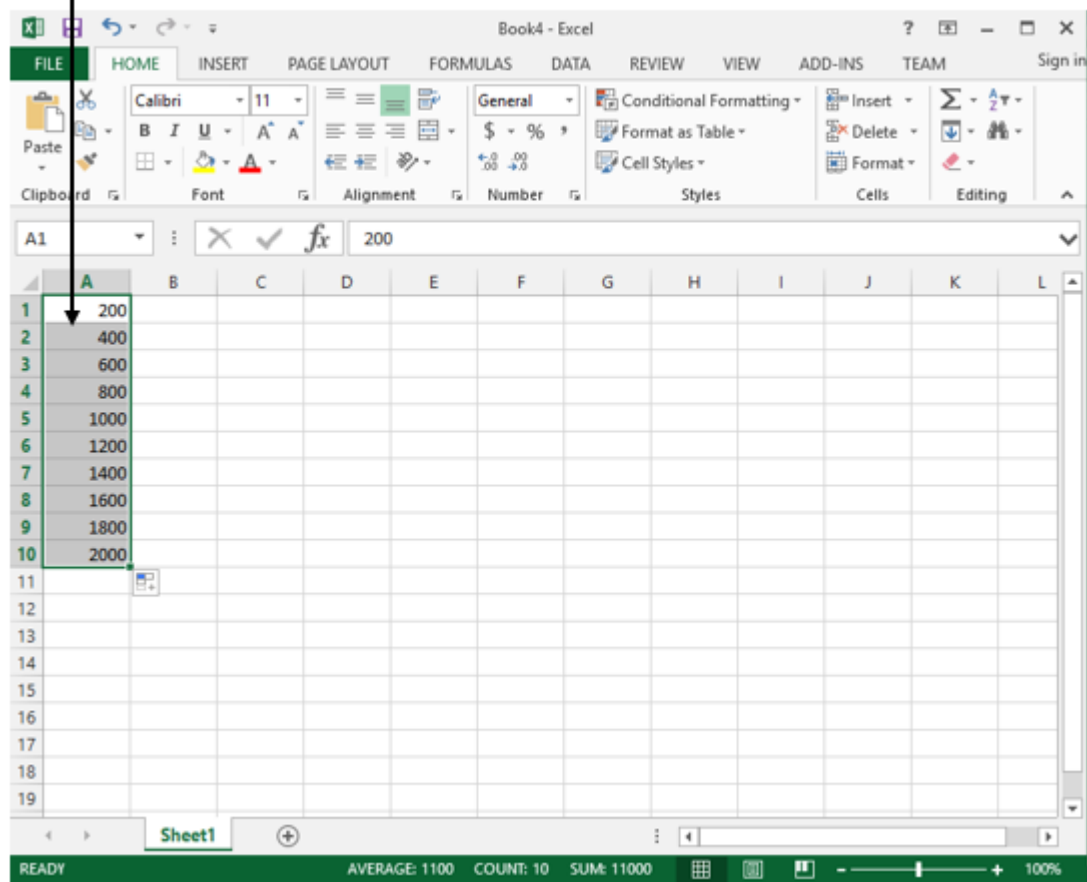 Book4 - Excel
FILE HOME INSERT PAGE LAYOUT FORMULAS DATA REVIEW VIEW ADD-INS TEAM Sign in
Calibri 11 General Conditional Formatting Insert
Paste B I U A A $ % , Format as Table Delete
A Cell Styles Format
Clipboard Font Alignment Number Styles Cells Editing
A1 fx 200
A B C D E F G H I J K L
1 200
2 400
3 600
4 800
5 1000
6 1200
7 1400
8 1600
9 1800
10 2000
11
12
13
14
15
16
17
18
19
Sheet1
READY AVERAGE: 1100 COUNT: 10 SUM: 11000 100%